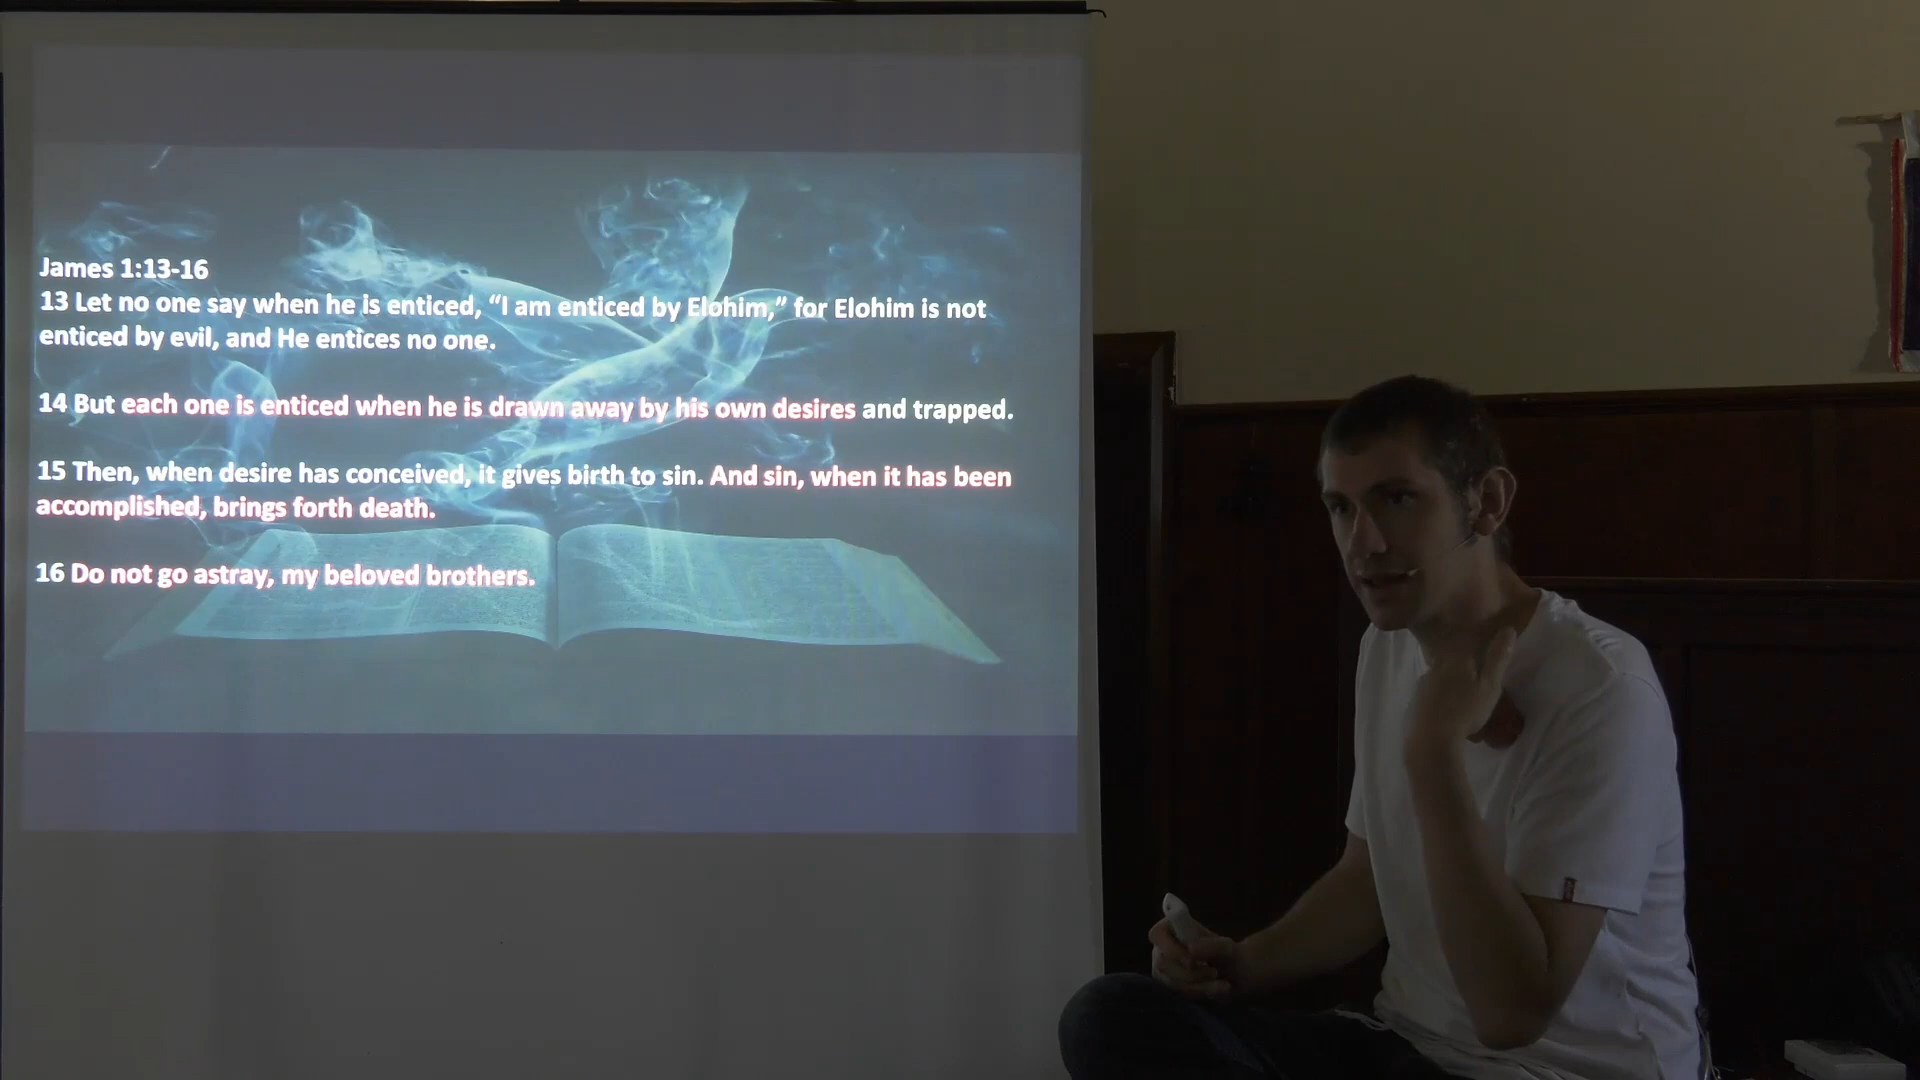 James 1:13-16
13 Let no one say when he is enticed, “I am enticed by Elohim,” for Elohim is not
enticed by evil, and He entices no one.
14 But each one is enticed when he is drawn away by his own desires and trapped.
15 Then, when desire has conceived, it gives birth to sin. And sin, when it has been
accomplished, brings forth death.
16 Do not go astray, my beloved brothers.